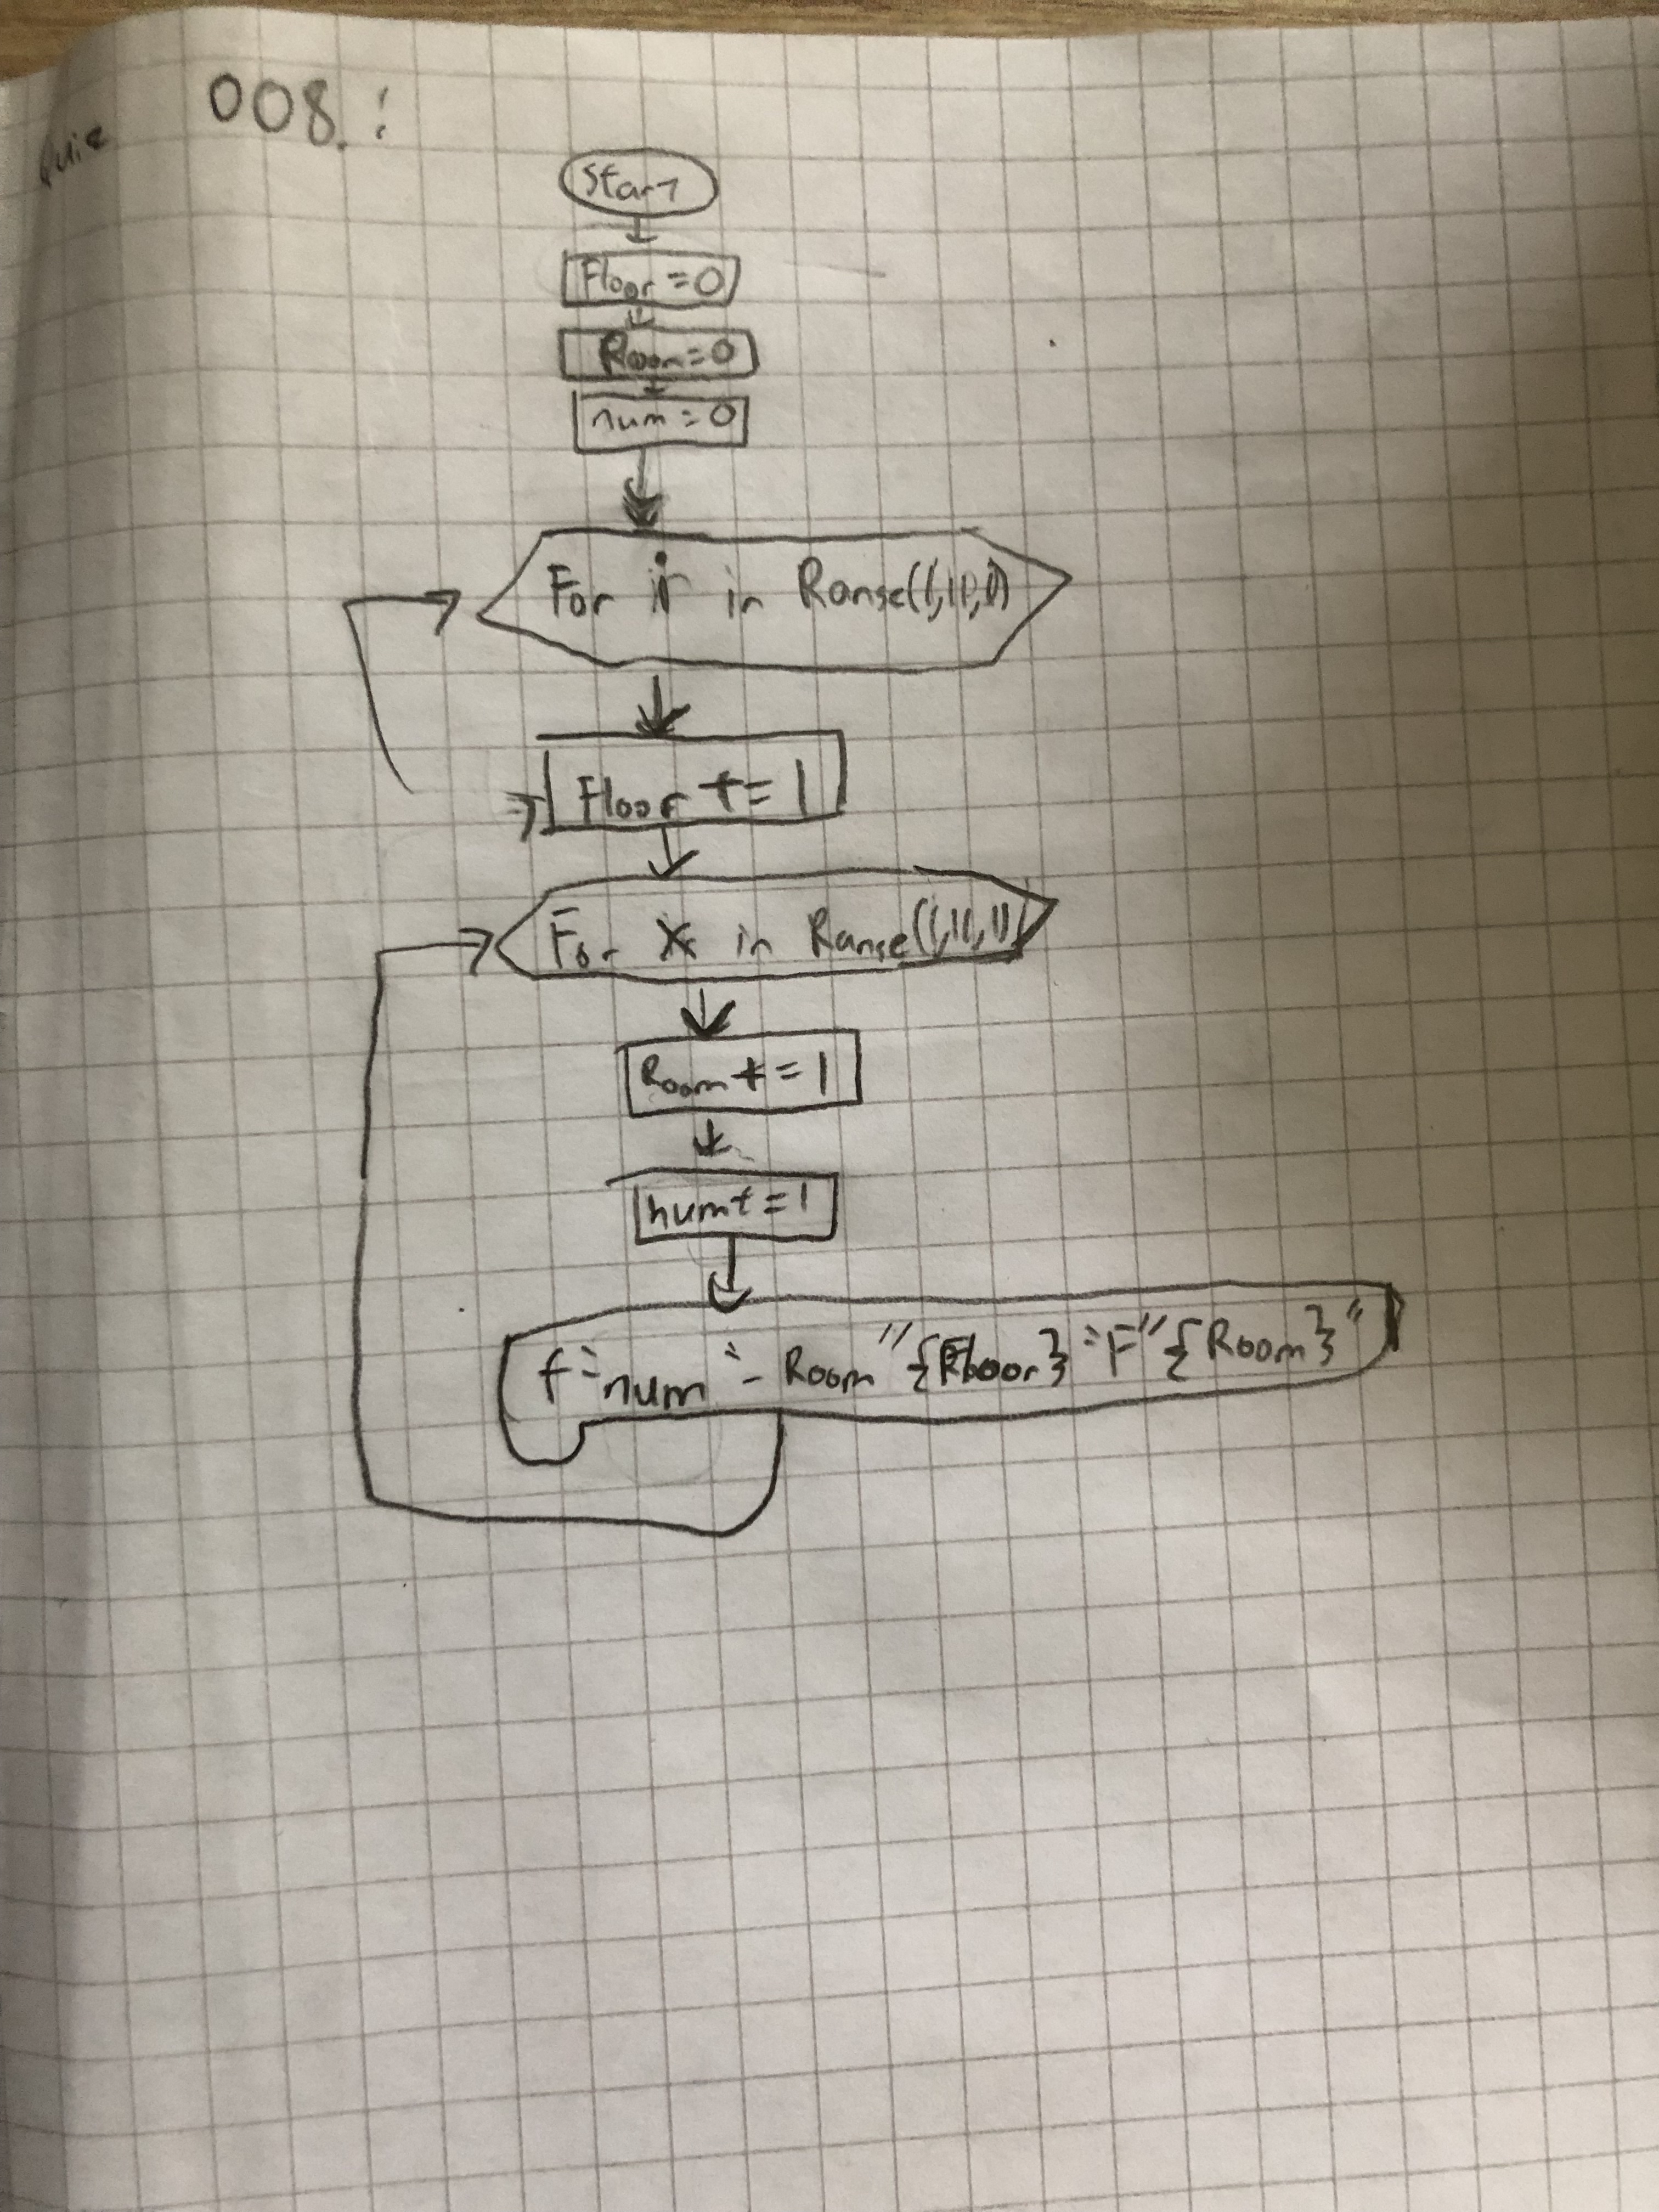 Quiz 008.:
Start
Floor = 0
Room = 0
num = 0
For i in Range(1,11,1)
Floor += 1
For x in Range(1,11,1)
Room += 1
num += 1
f "num" - Room "{Floor} "F" {Room}"